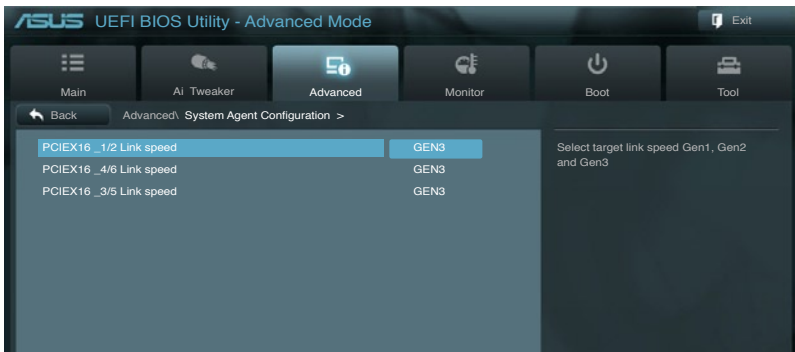 ASUS UEFI BIOS Utility - Advanced Mode
Exit
Main
Ai Tweaker
Advanced
Monitor
Boot
Tool
Back
Advanced\ System Agent Configuration >
PCIEX16 _1/2 Link speed GEN3
PCIEX16 _4/6 Link speed GEN3
PCIEX16 _3/5 Link speed GEN3
Select target link speed Gen1, Gen2
and Gen3